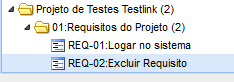 Projeto de Testes Testlink (2)
01:Requisitos do Projeto (2)
REQ-01:Logar no sistema
REQ-02:Excluir Requisito